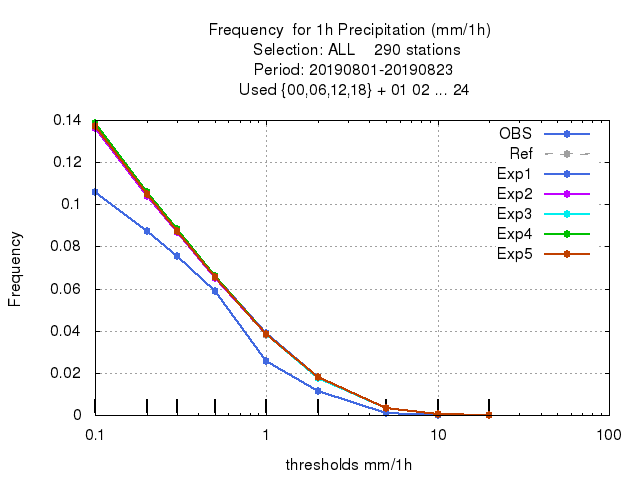 Frequency  for 1h Precipitation (mm/1h)
Selection: ALL    290 stations
Period: 20190801-20190823
Used {00,06,12,18} + 01 02 ... 24
OBS
Ref
Exp1
Exp2
Exp3
Exp4
Exp5
0.14
0.12
0.1
0.08
0.06
0.04
0.02
0
Frequency
0.1 1 10 100
thresholds mm/1h